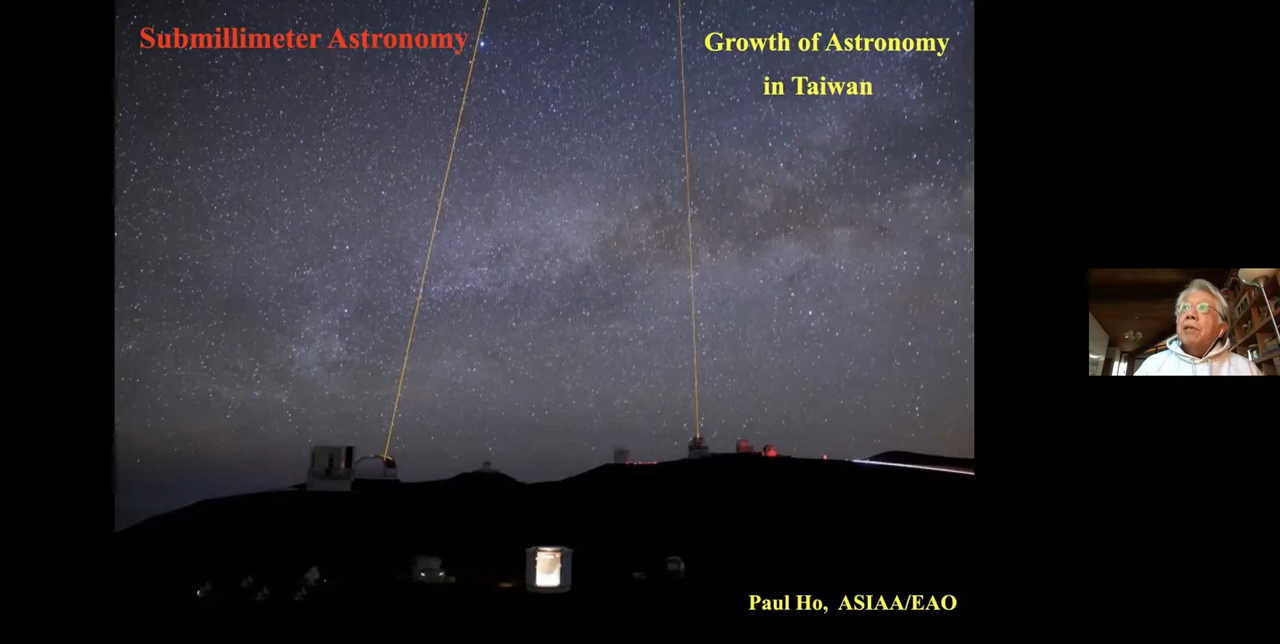 Submillimeter Astronomy
Growth of Astronomy
in Taiwan
Paul Ho, ASIAA/EAO